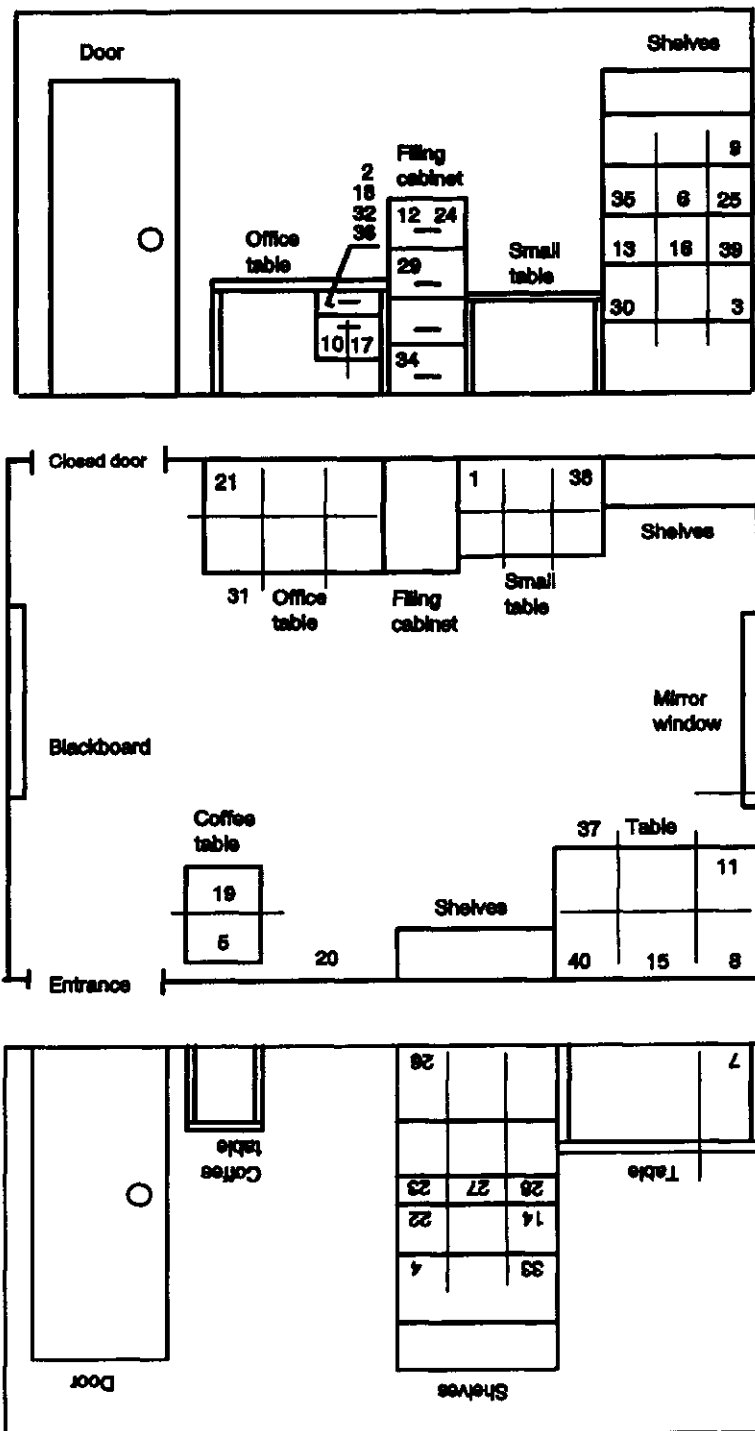 Door
Shelves
2
18
32
36
Filing
cabinet
9
12 24
35 6 25
Office
table
29
Small
table
13 16 39
30 3
10 17
34
Closed door
21
1
38
Shelves
31
Office
table
Filing
cabinet
Small
table
Mirror
window
Blackboard
Coffee
table
37
Table
19
11
5
Shelves
20
40 15 8
Entrance
26
7
Coffee
table
Table
23 27 28
22 14
4 33
Door
Shelves